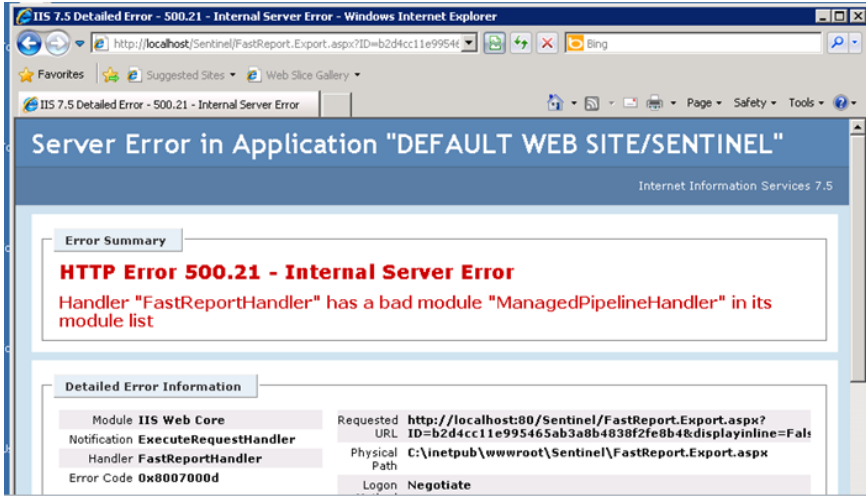 IIS 7.5 Detailed Error - 500.21 - Internal Server Error - Windows Internet Explorer
http://localhost/Sentinel/FastReport.Export.aspx?ID=b2d4cc11e99546
Bing
Favorites
Suggested Sites
Web Slice Gallery
IIS 7.5 Detailed Error - 500.21 - Internal Server Error
Page
Safety
Tools
Server Error in Application "DEFAULT WEB SITE/SENTINEL"
Internet Information Services 7.5
Error Summary
HTTP Error 500.21 - Internal Server Error
Handler "FastReportHandler" has a bad module "ManagedPipelineHandler" in its
module list
Detailed Error Information
Module IIS Web Core
Notification ExecuteRequestHandler
Handler FastReportHandler
Error Code 0x8007000d
Requested http://localhost:80/Sentinel/FastReport.Export.aspx?
URL ID=b2d4cc11e995465ab3a8b4838f2fe8b4&displayinline=Fals
Physical C:\inetpub\wwwroot\Sentinel\FastReport.Export.aspx
Path
Logon Negotiate